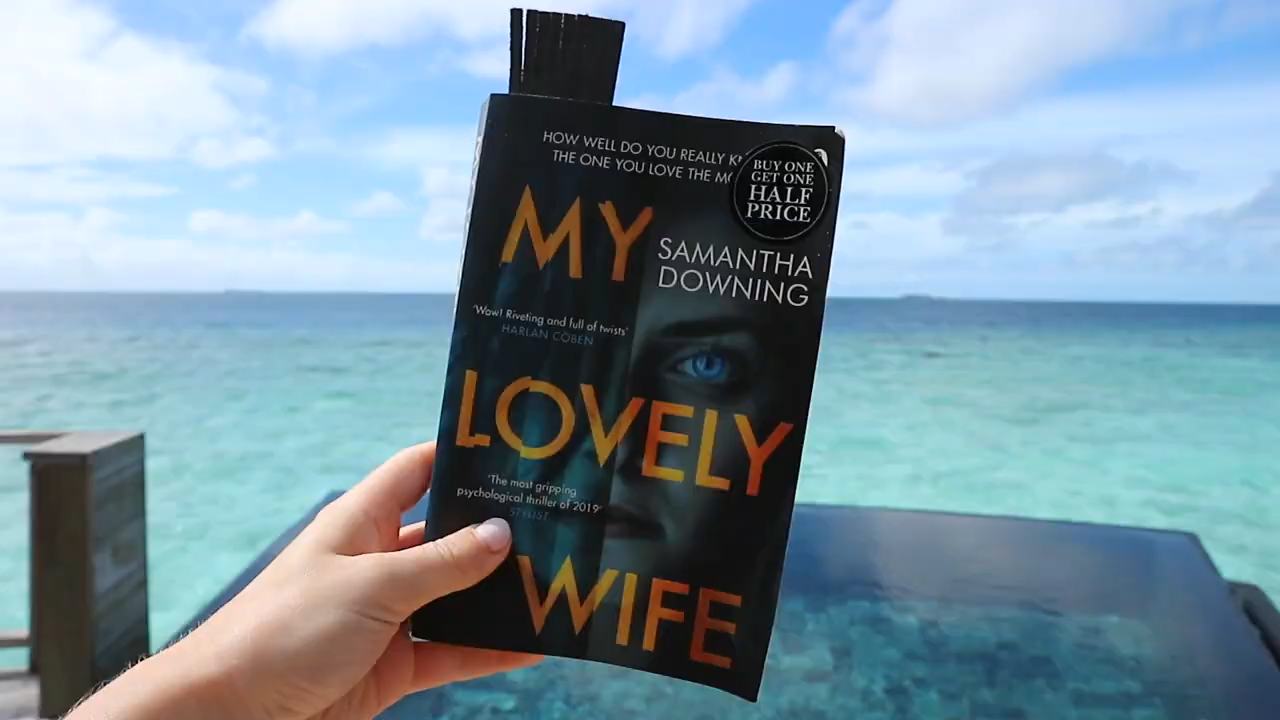 HOW WELL DO YOU REALLY
THE ONE YOU LOVE THE
BUY ONE
GET ONE
HALF
PRICE
MY
SAMANTHA
DOWNING
'Wow! Riveting and full of twists'
HARLAN COBEN
LOVELY
'The most gripping
psychological thriller of 2019'
STYLIST
WIFE